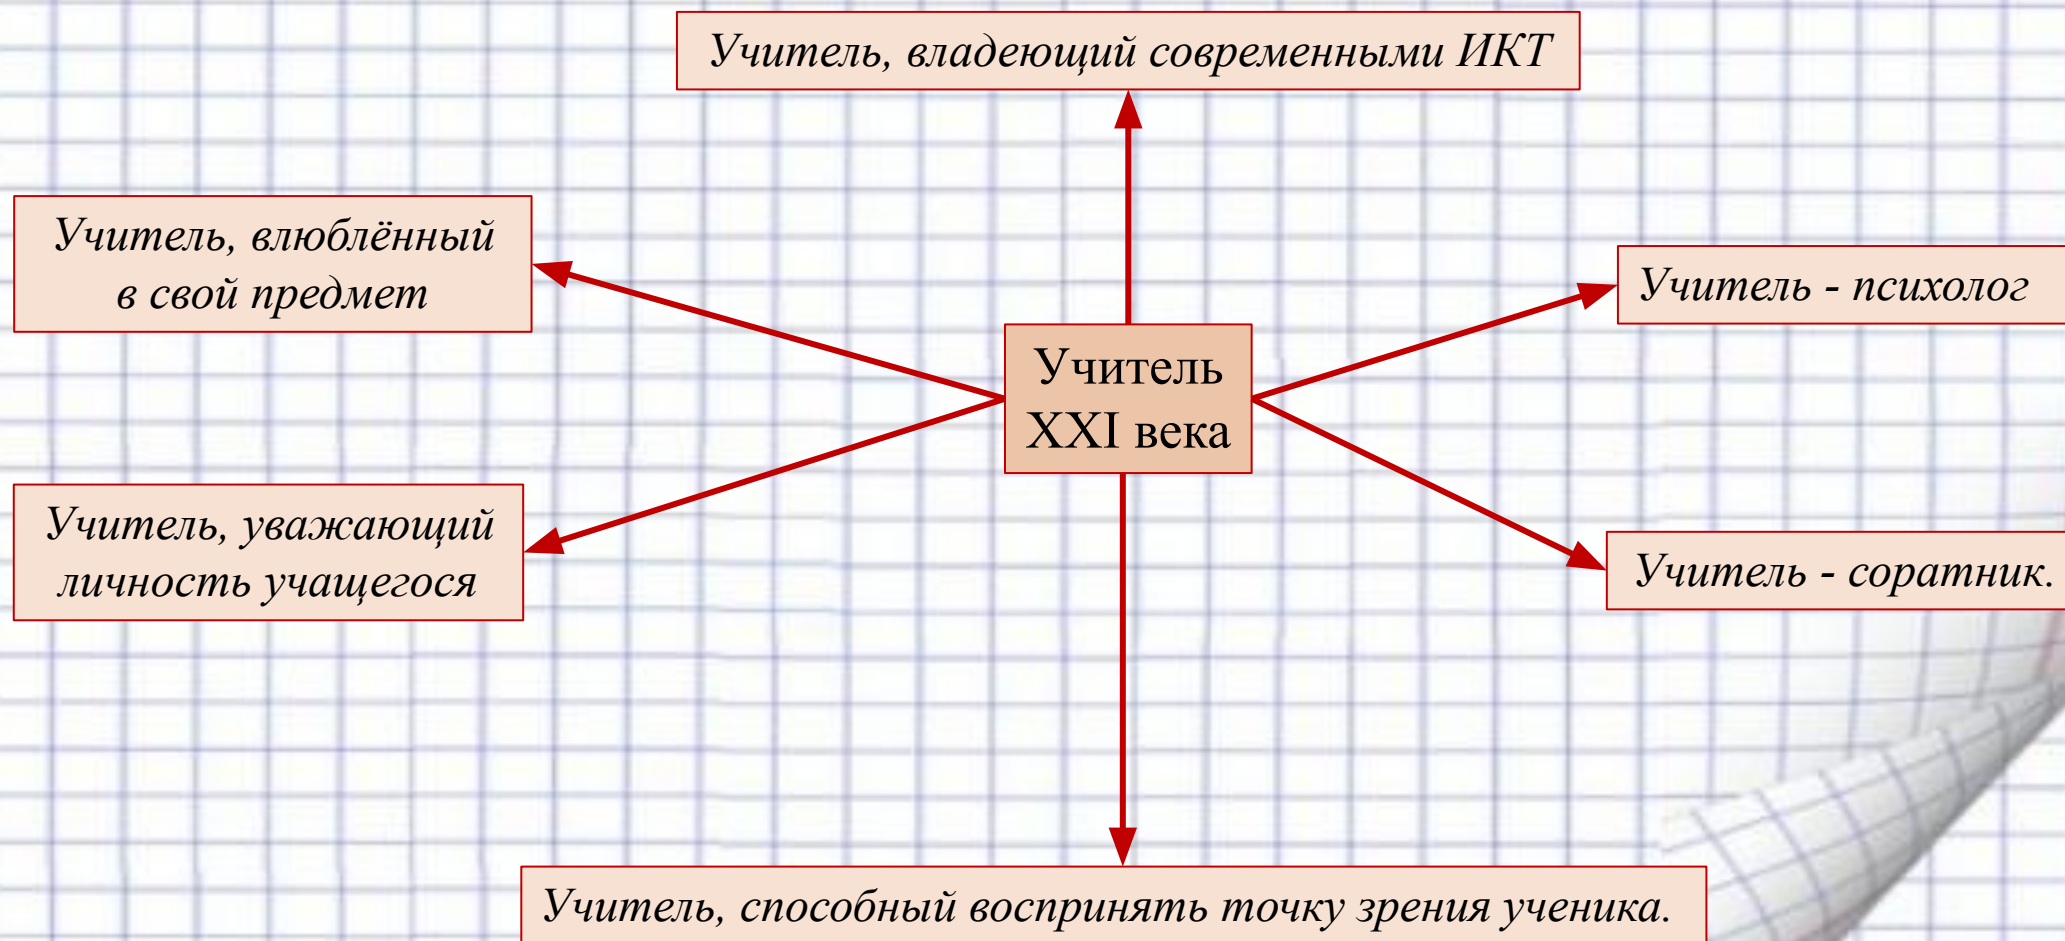 Учитель, владеющий современными ИКТ
Учитель, влюблённый
в свой предмет
Учитель - психолог
Учитель
XXI века
Учитель, уважающий
личность учащегося
Учитель - соратник.
Учитель, способный воспринять точку зрения ученика.